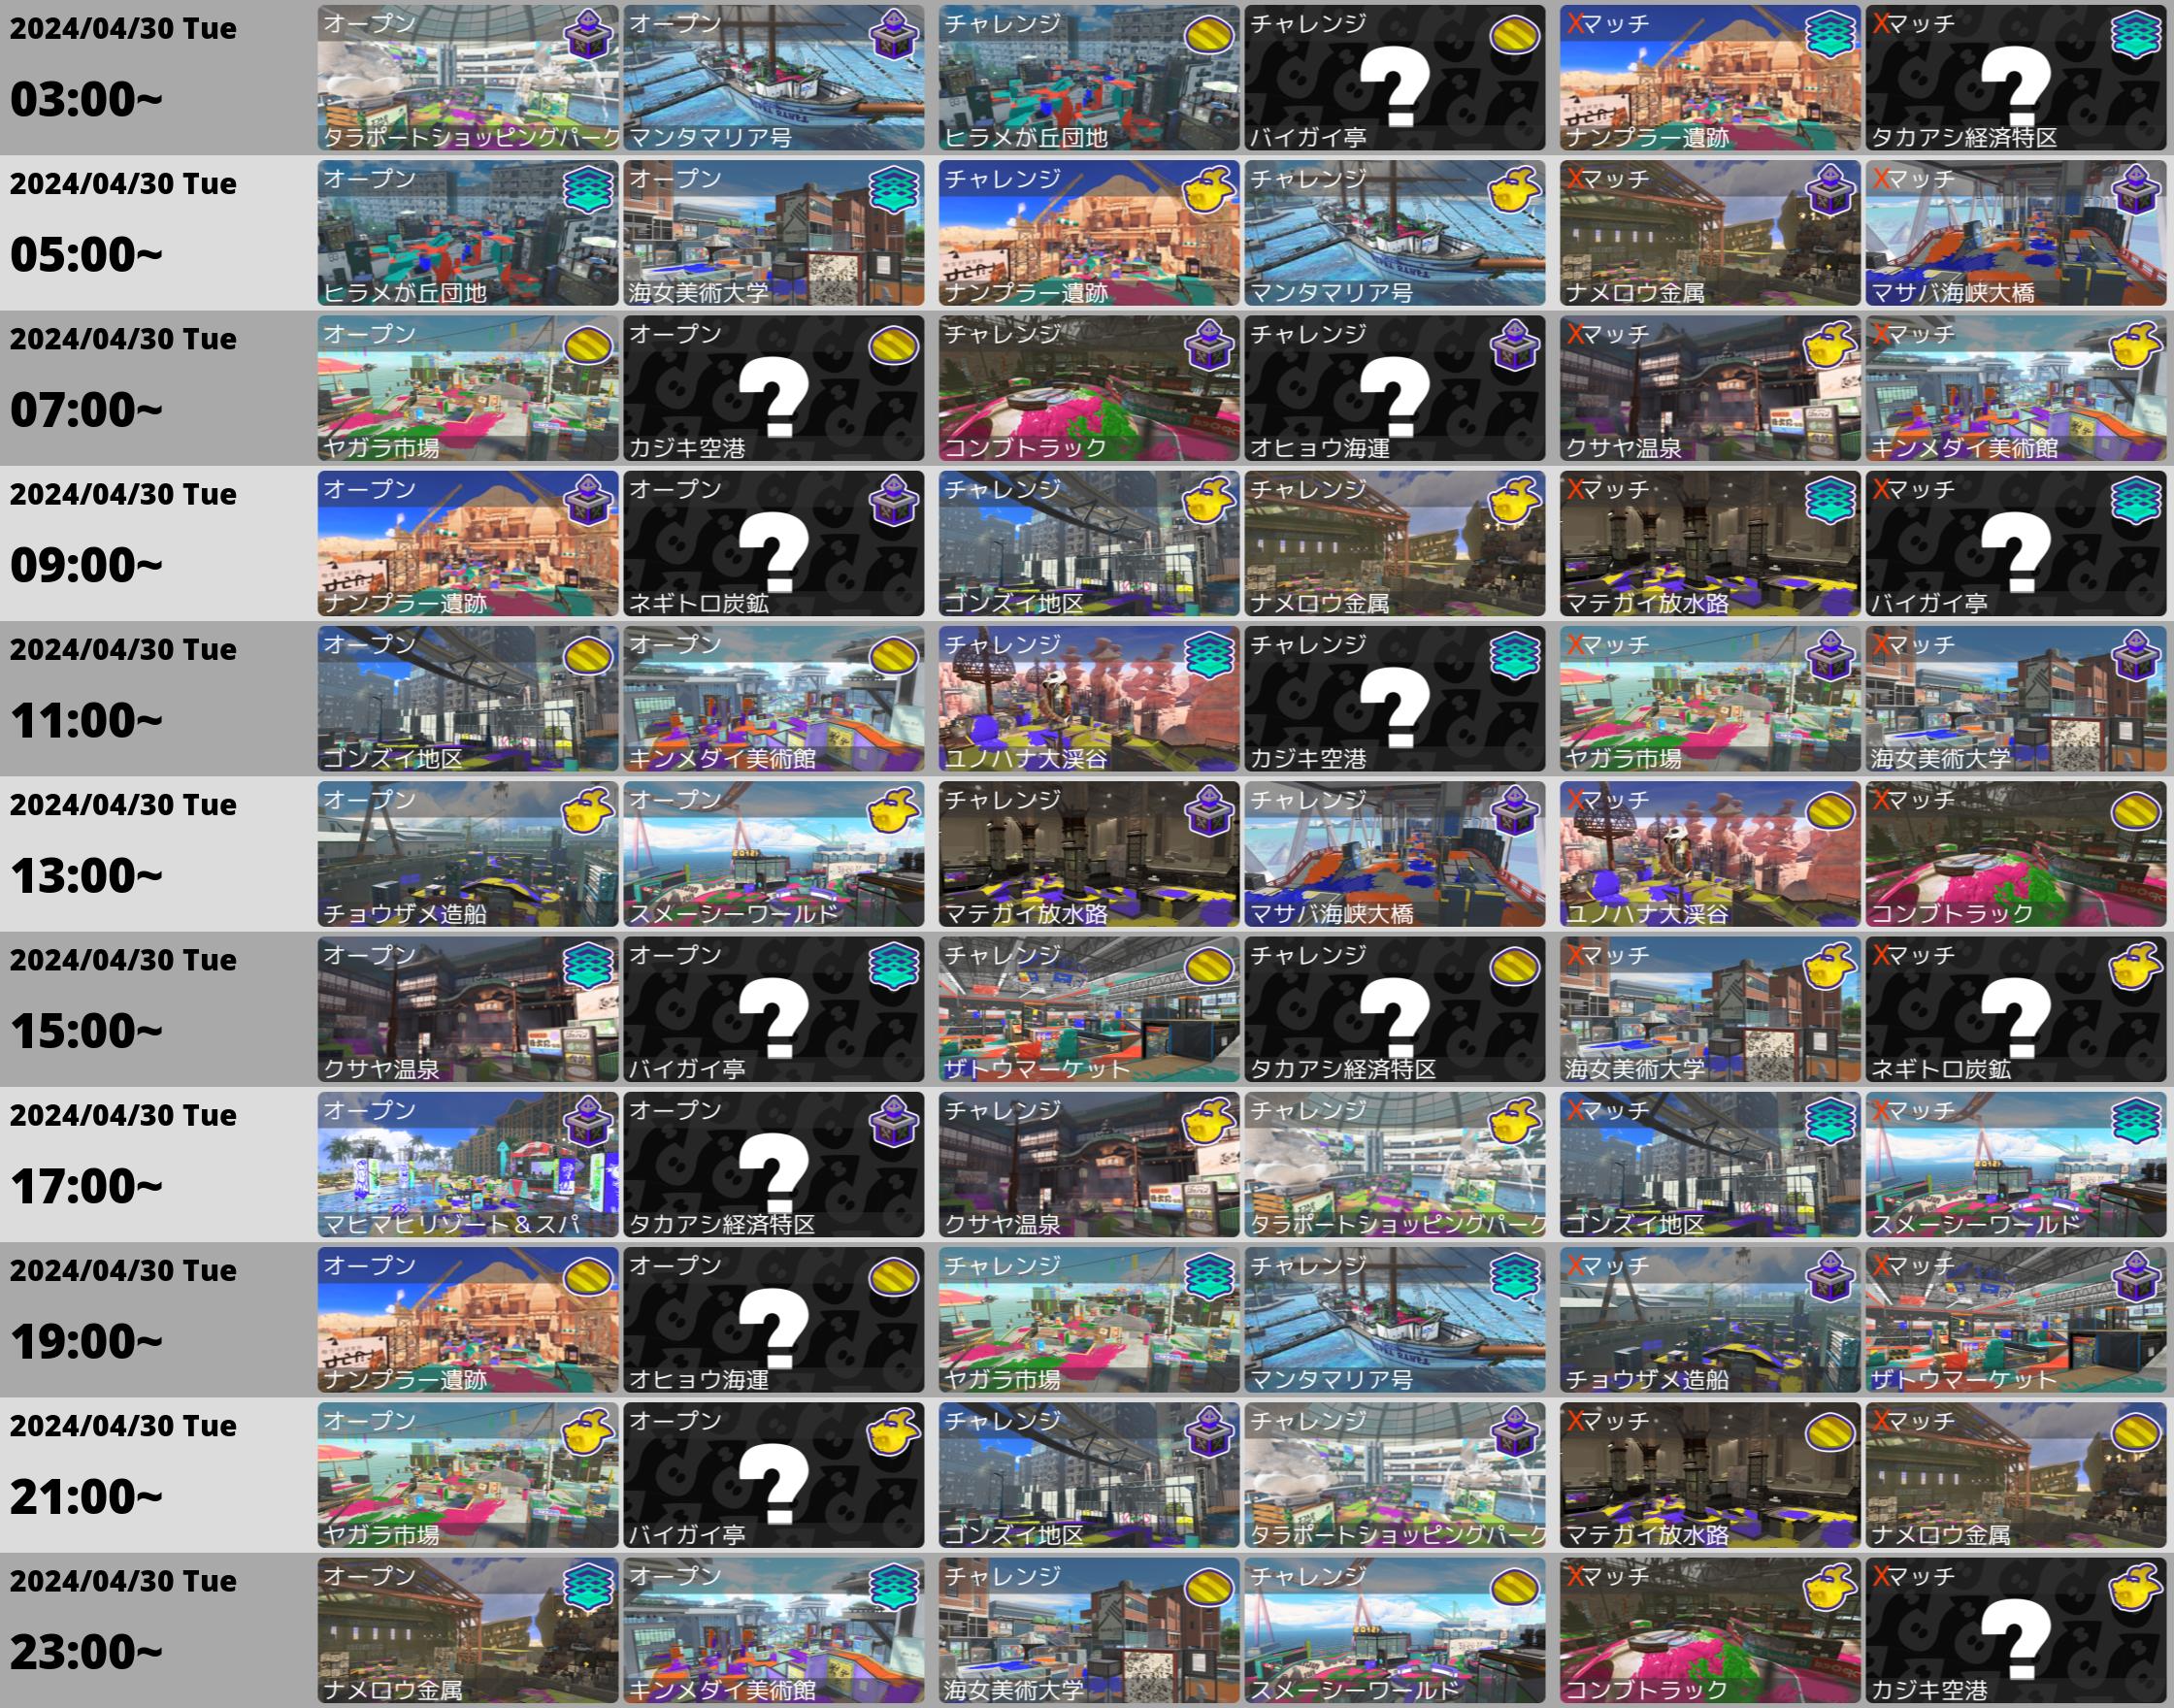 2024/04/30 Tue
03:00~
オープン
タラポートショッピングパーク
オープン
マンタマリア号
チャレンジ
ヒラメが丘団地
チャレンジ
?
バイガイ亭
Xマッチ
ナンプラー遺跡
Xマッチ
?
タカアシ経済特区
2024/04/30 Tue
05:00~
オープン
ヒラメが丘団地
オープン
海女美術大学
チャレンジ
ナンプラー遺跡
チャレンジ
マンタマリア号
Xマッチ
ナメロウ金属
Xマッチ
マサバ海峡大橋
2024/04/30 Tue
07:00~
オープン
ヤガラ市場
オープン
?
カジキ空港
チャレンジ
コンブトラック
チャレンジ
?
オヒョウ海運
Xマッチ
クサヤ温泉
Xマッチ
キンメダイ美術館
2024/04/30 Tue
09:00~
オープン
ナンプラー遺跡
オープン
?
ネギトロ炭鉱
チャレンジ
ゴンズイ地区
チャレンジ
ナメロウ金属
Xマッチ
マテガイ放水路
Xマッチ
?
バイガイ亭
2024/04/30 Tue
11:00~
オープン
ゴンズイ地区
オープン
キンメダイ美術館
チャレンジ
ユノハナ大渓谷
チャレンジ
?
カジキ空港
Xマッチ
ヤガラ市場
Xマッチ
海女美術大学
2024/04/30 Tue
13:00~
オープン
チョウザメ造船
オープン
スメーシーワールド
チャレンジ
マテガイ放水路
チャレンジ
マサバ海峡大橋
Xマッチ
ユノハナ大渓谷
Xマッチ
コンブトラック
2024/04/30 Tue
15:00~
オープン
クサヤ温泉
オープン
?
バイガイ亭
チャレンジ
ザトウマーケット
チャレンジ
?
タカアシ経済特区
Xマッチ
海女美術大学
Xマッチ
?
ネギトロ炭鉱
2024/04/30 Tue
17:00~
オープン
マヒマヒリゾート&スパ
オープン
?
タカアシ経済特区
チャレンジ
クサヤ温泉
チャレンジ
タラポートショッピングパーク
Xマッチ
ゴンズイ地区
Xマッチ
スメーシーワールド
2024/04/30 Tue
19:00~
オープン
ナンプラー遺跡
オープン
?
オヒョウ海運
チャレンジ
ヤガラ市場
チャレンジ
マンタマリア号
Xマッチ
チョウザメ造船
Xマッチ
ザトウマーケット
2024/04/30 Tue
21:00~
オープン
ヤガラ市場
オープン
?
バイガイ亭
チャレンジ
ゴンズイ地区
チャレンジ
タラポートショッピングパーク
Xマッチ
マテガイ放水路
Xマッチ
ナメロウ金属
2024/04/30 Tue
23:00~
オープン
ナメロウ金属
オープン
キンメダイ美術館
チャレンジ
海女美術大学
チャレンジ
スメーシーワールド
Xマッチ
コンブトラック
Xマッチ
?
カジキ空港